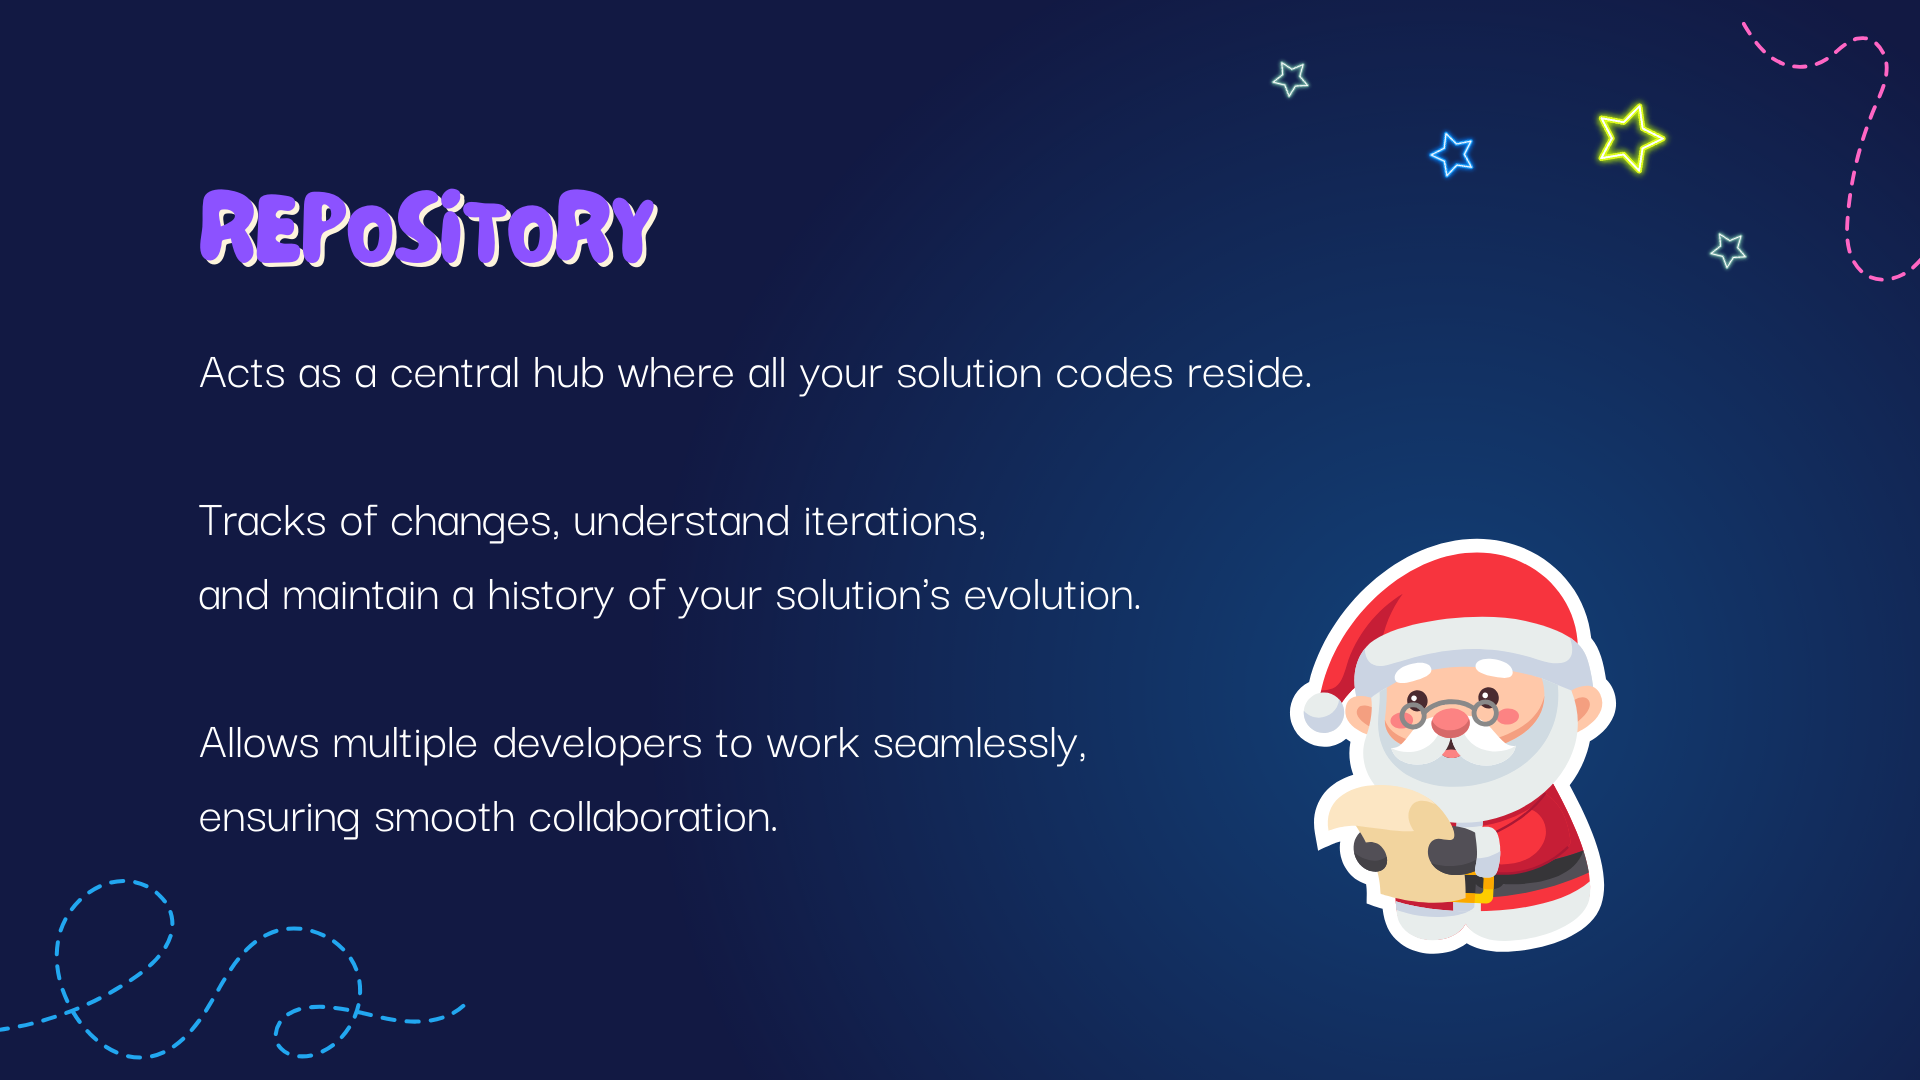 REPOSiTORY
Acts as a central hub where all your solution codes reside.
Tracks of changes, understand iterations,
and maintain a history of your solution’s evolution.
Allows multiple developers to work seamlessly,
ensuring smooth collaboration.